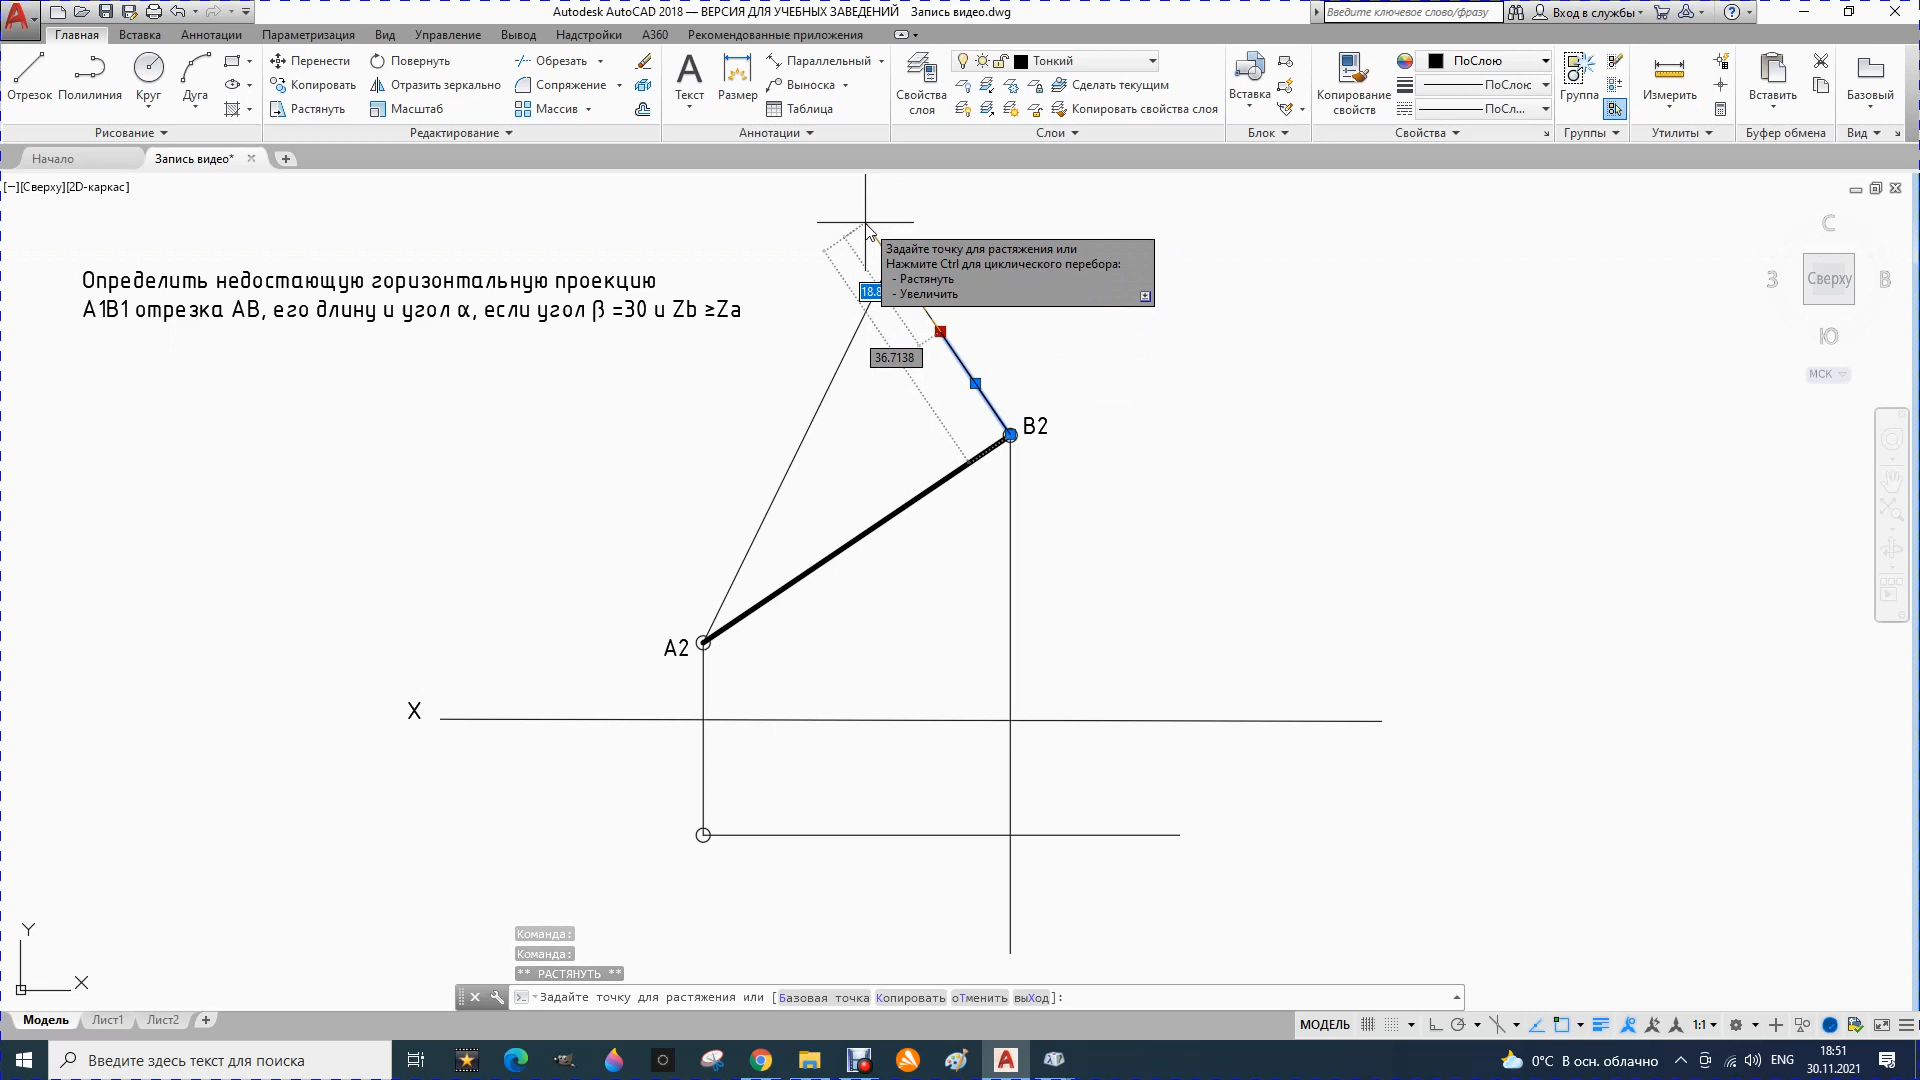 Autodesk AutoCAD 2018 — ВЕРСИЯ ДЛЯ УЧЕБНЫХ ЗАВЕДЕНИЙ Запись видео.dwg
Введите ключевое слово/фразу
Вход в службы
Главная Вставка Аннотации Параметризация Вид Управление Вывод Надстройки A360 Рекомендованные приложения
Отрезок Полилиния Круг Дуга
Рисование
Перенести Повернуть Обрезать
Копировать Отразить зеркально Сопряжение
Растянуть Масштаб Массив
Редактирование
Текст Размер
Параллельный
Выноска
Таблица
Аннотации
Свойства слоя
Тонкий
Сделать текущим
Копировать свойства слоя
Слои
Вставка
Блок
Копирование свойств
ПоСлою
ПоСлою
ПоСл...
Свойства
Группа
Группы
Измерить
Утилиты
Вставить
Буфер обмена
Базовый
Вид
Начало Запись видео*
[−][Сверху][2D-каркас]
С
З Сверху В
Ю
МСК
Определить недостающую горизонтальную проекцию
A1B1 отрезка AB, его длину и угол α, если угол β =30 и Zb ≥Za
Задайте точку для растяжения или
Нажмите Ctrl для циклического перебора:
- Растянуть
- Увеличить
18.8
36.7138
B2
A2
X
Y
X
Команда:
Команда:
** РАСТЯНУТЬ **
Задайте точку для растяжения или [Базовая точка Копировать оТменить выХод]:
Модель Лист1 Лист2
МОДЕЛЬ 1:1
Введите здесь текст для поиска
0°C В осн. облачно
ENG
18:51
30.11.2021